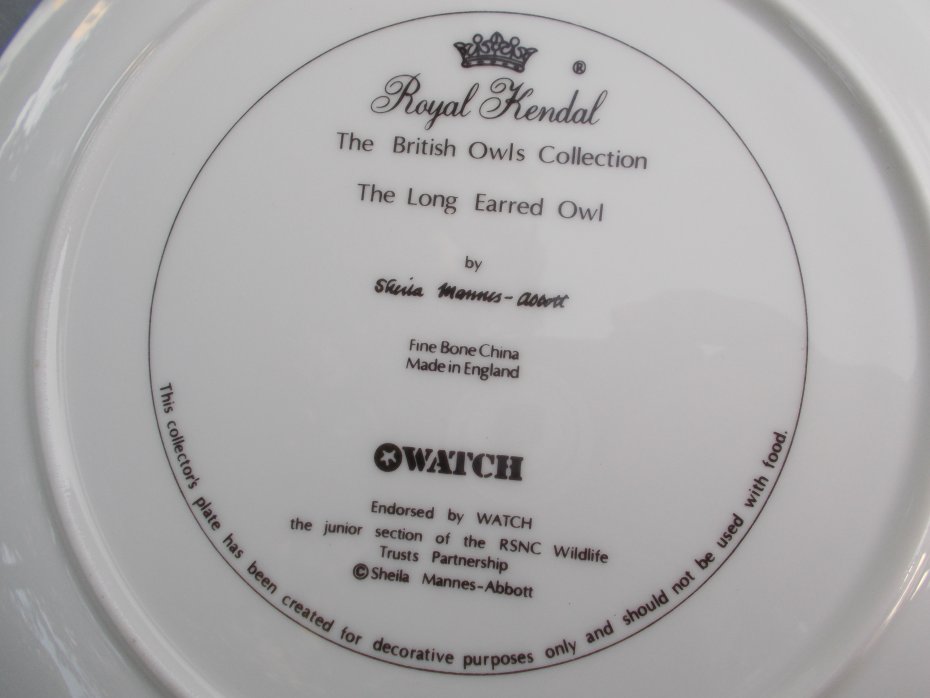 ®
Royal Kendal
The British Owls Collection
The Long Earred Owl
by
Sheila Mannes-Abbott
Fine Bone China
Made in England
WATCH
Endorsed by WATCH
the junior section of the RSNC Wildlife
Trusts Partnership
©Sheila Mannes-Abbott
This collector's plate has been created for decorative purposes only and should not be used with food.